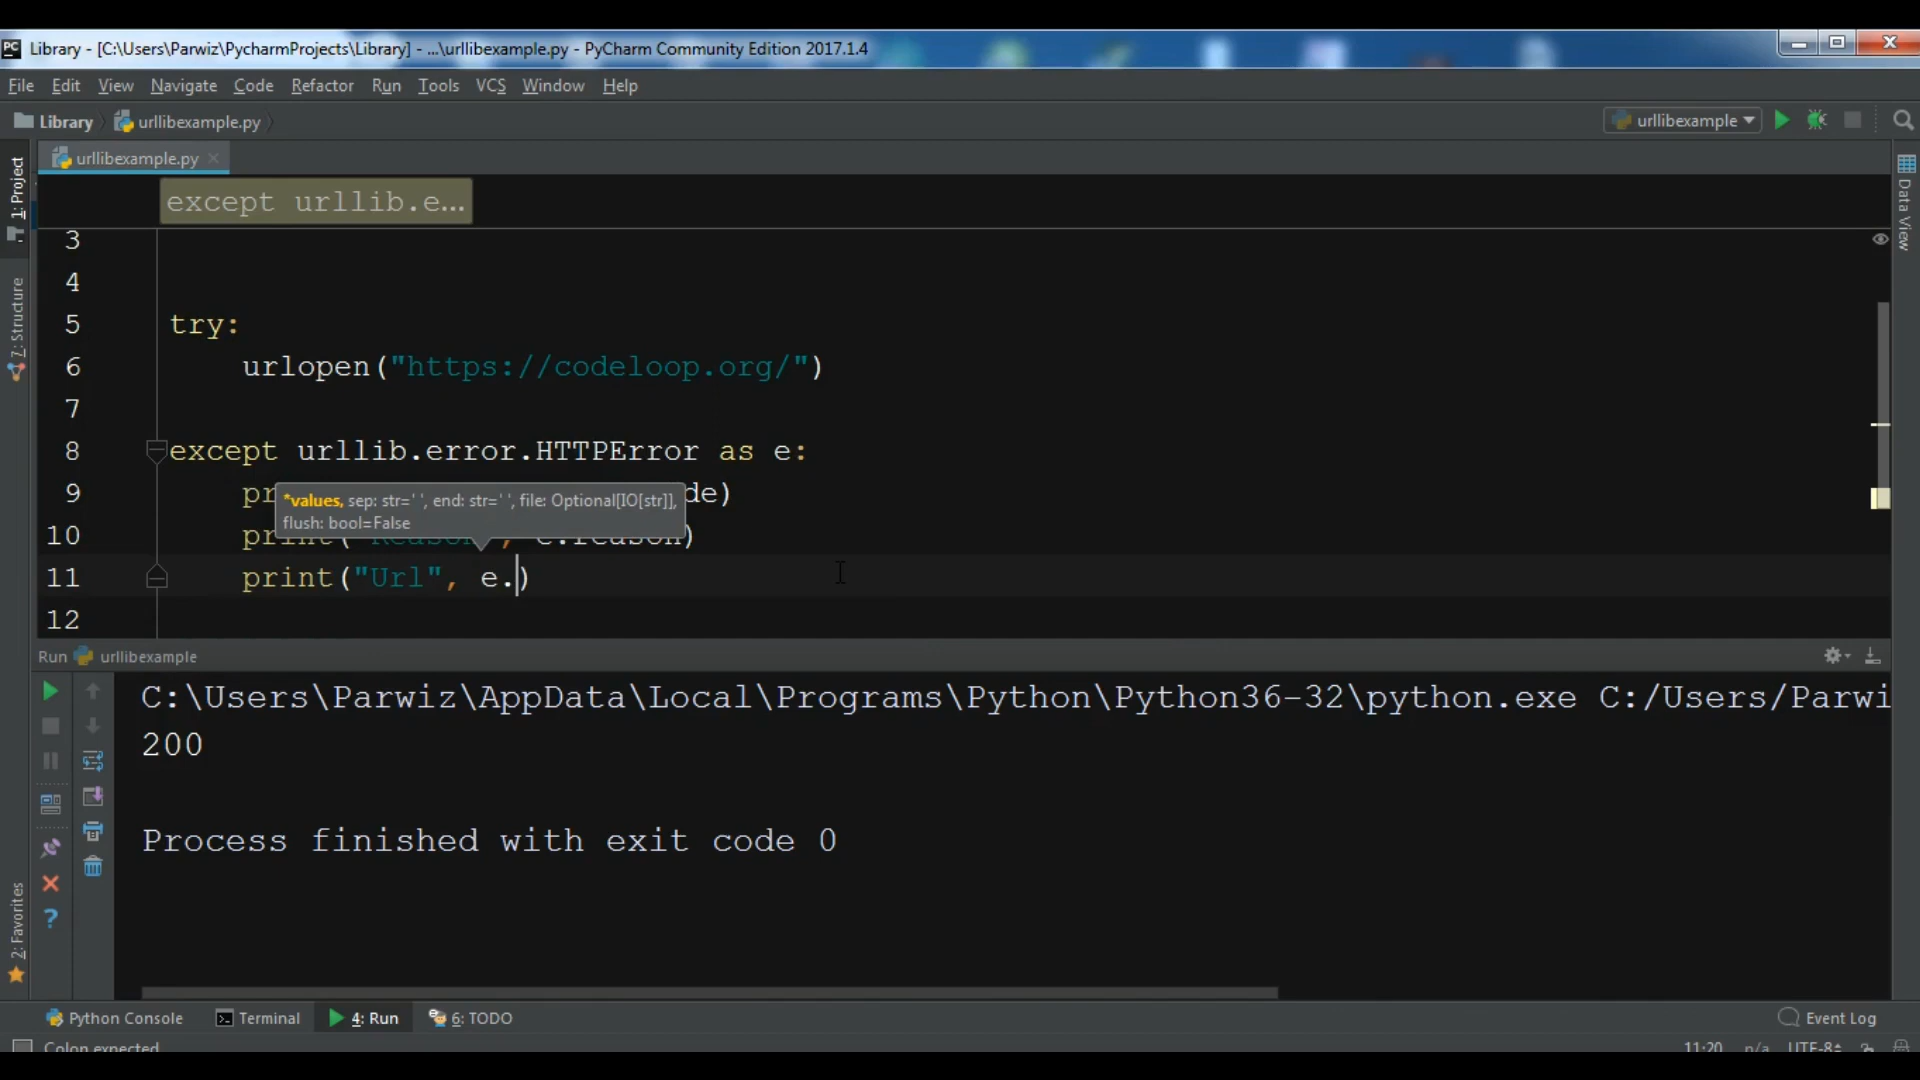 PC Library - [C:\Users\Parwiz\PycharmProjects\Library] - ...\urllibexample.py - PyCharm Community Edition 2017.1.4
File Edit View Navigate Code Refactor Run Tools VCS Window Help
Library urllibexample.py urllibexample
urllibexample.py
1: Project
7: Structure
2: Favorites
Data View
except urllib.e...
3
4
5 try:
6 urlopen("https://codeloop.org/")
7
8 except urllib.error.HTTPError as e:
9 pr de)
*values, sep: str=' ', end: str=' ', file: Optional[IO[str]],
flush: bool=False
10 print("Reason", e.reason)
11 print("Url", e.)
12
Run urllibexample
C:\Users\Parwiz\AppData\Local\Programs\Python\Python36-32\python.exe C:/Users/Parwi
200
Process finished with exit code 0
Python Console Terminal 4: Run 6: TODO Event Log
Colon expected 11:20 n/a UTF-8